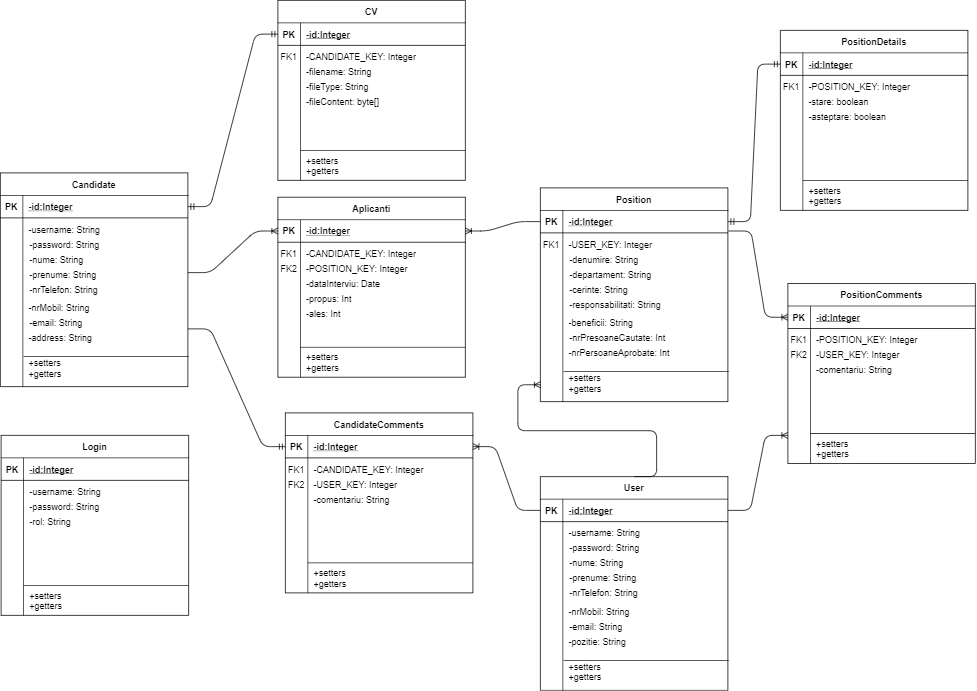 CV
PK -id:Integer
FK1 -CANDIDATE_KEY: Integer
-filename: String
-fileType: String
-fileContent: byte[]
+setters
+getters
PositionDetails
PK -id:Integer
FK1 -POSITION_KEY: Integer
-stare: boolean
-asteptare: boolean
+setters
+getters
Candidate
PK -id:Integer
-username: String
-password: String
-nume: String
-prenume: String
-nrTelefon: String
-nrMobil: String
-email: String
-address: String
+setters
+getters
Aplicanti
PK -id:Integer
FK1 -CANDIDATE_KEY: Integer
FK2 -POSITION_KEY: Integer
-dataInterviu: Date
-propus: Int
-ales: Int
+setters
+getters
Position
PK -id:Integer
FK1 -USER_KEY: Integer
-denumire: String
-departament: String
-cerinte: String
-responsabilitati: String
-beneficii: String
-nrPresoaneCautate: Int
-nrPersoaneAprobate: Int
+setters
+getters
PositionComments
PK -id:Integer
FK1 -POSITION_KEY: Integer
FK2 -USER_KEY: Integer
-comentariu: String
+setters
+getters
Login
PK -id:Integer
-username: String
-password: String
-rol: String
+setters
+getters
CandidateComments
PK -id:Integer
FK1 -CANDIDATE_KEY: Integer
FK2 -USER_KEY: Integer
-comentariu: String
+setters
+getters
User
PK -id:Integer
-username: String
-password: String
-nume: String
-prenume: String
-nrTelefon: String
-nrMobil: String
-email: String
-pozitie: String
+setters
+getters